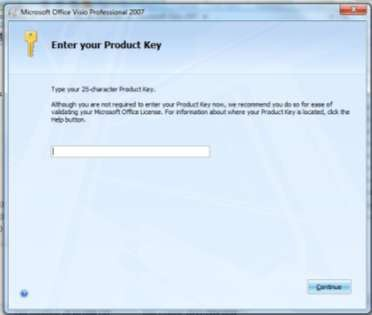 Microsoft Office Visio Professional 2007
Enter your Product Key
Type your 25-character Product Key.
Although you are not required to enter your Product Key now, we recommend you do so for ease of
validating your Microsoft Office License. For information about where your Product Key is located, click the
Help button.
Continue